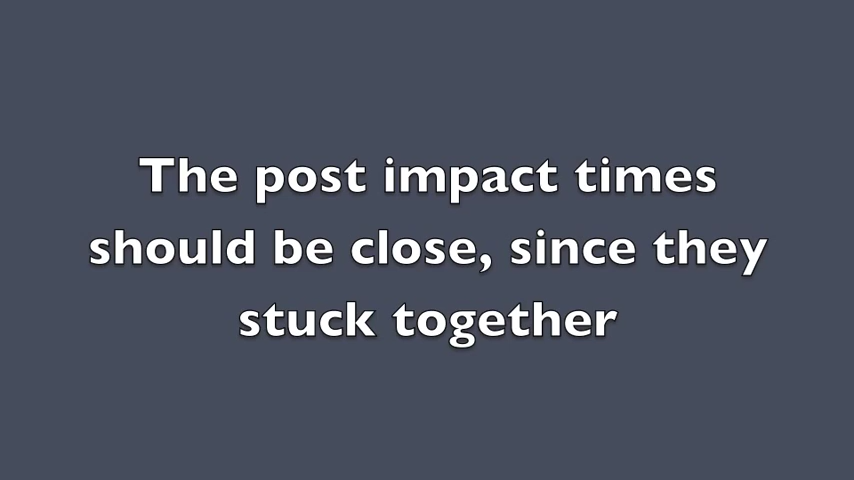 The post impact times
should be close, since they
stuck together